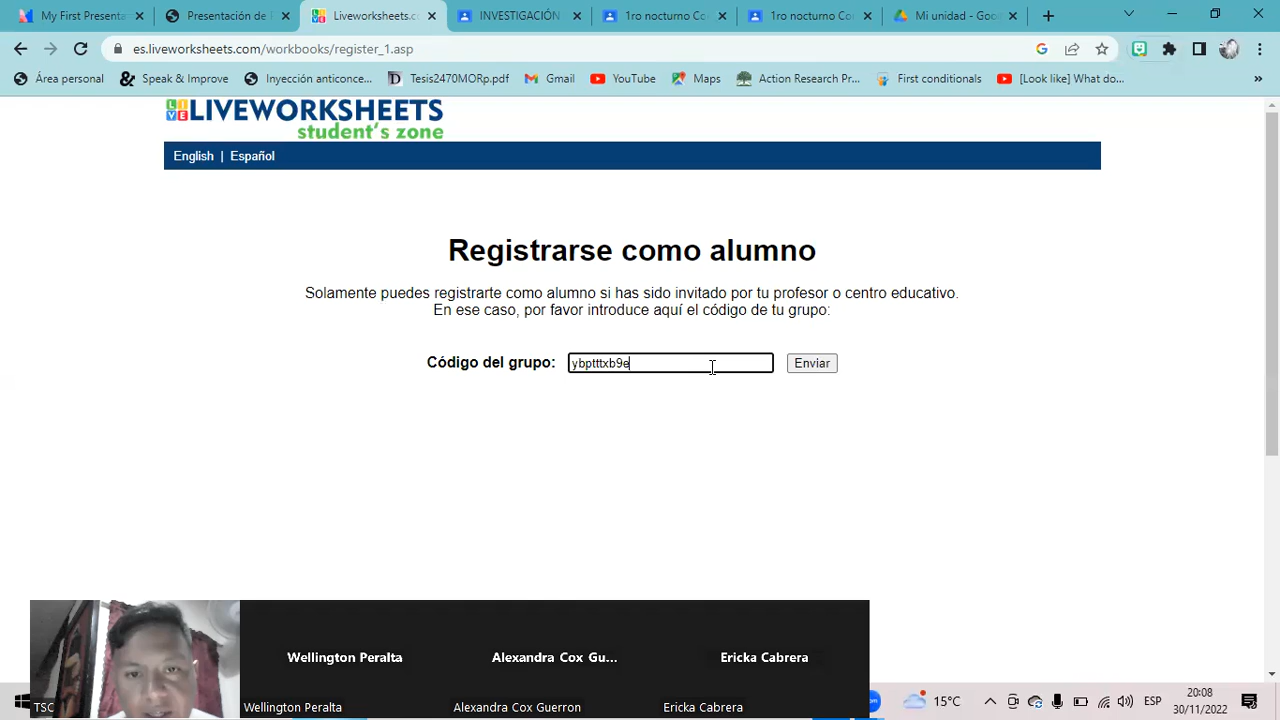 My First Presenta
Presentación de
Liveworksheets.c
INVESTIGACIÓN
1ro nocturno Co
1ro nocturno Co
Mi unidad - Goo
es.liveworksheets.com/workbooks/register_1.asp
Área personal
Speak & Improve
Inyección anticonce...
Tesis2470MORp.pdf
Gmail
YouTube
Maps
Action Research Pr...
First conditionals
[Look like] What do...
LIVEWORKSHEETS
student's zone
English | Español
Registrarse como alumno
Solamente puedes registrarte como alumno si has sido invitado por tu profesor o centro educativo.
En ese caso, por favor introduce aquí el código de tu grupo:
Código del grupo: ybptttxb9e Enviar
Wellington Peralta
Alexandra Cox Gu...
Ericka Cabrera
TSC
Wellington Peralta
Alexandra Cox Guerron
Ericka Cabrera
15°C
ESP
20:08
30/11/2022